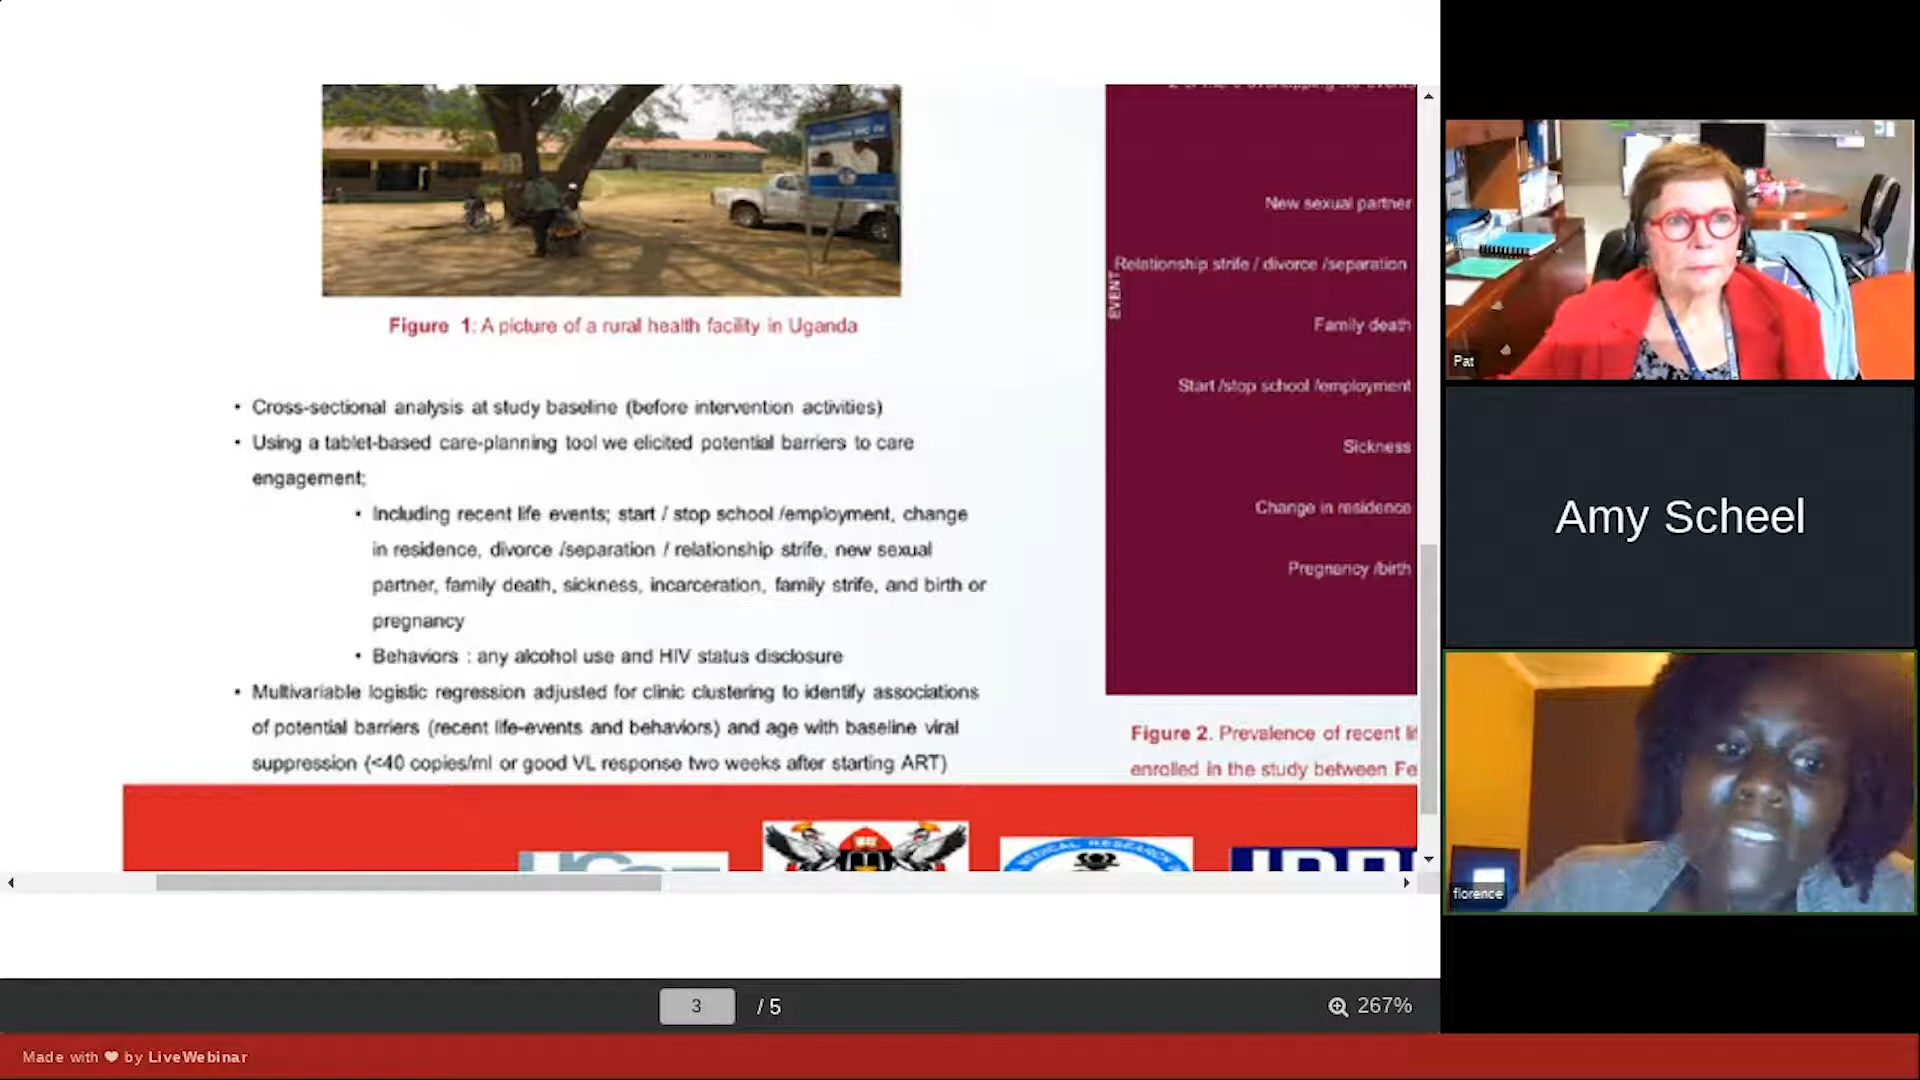 New sexual partner
Relationship strife / divorce /separation
EVENT
Family death
Start /stop school /employment
Sickness
Change in residence
Pregnancy /birth
Figure 1: A picture of a rural health facility in Uganda
• Cross-sectional analysis at study baseline (before intervention activities)
• Using a tablet-based care-planning tool we elicited potential barriers to care
engagement;
• Including recent life events; start / stop school /employment, change
in residence, divorce /separation / relationship strife, new sexual
partner, family death, sickness, incarceration, family strife, and birth or
pregnancy
• Behaviors : any alcohol use and HIV status disclosure
• Multivariable logistic regression adjusted for clinic clustering to identify associations
of potential barriers (recent life-events and behaviors) and age with baseline viral
suppression (<40 copies/ml or good VL response two weeks after starting ART)
Figure 2. Prevalence of recent
enrolled in the study between
MEDICAL RESEARCH
Pat
Amy Scheel
florence
3 / 5
267%
Made with ❤ by LiveWebinar